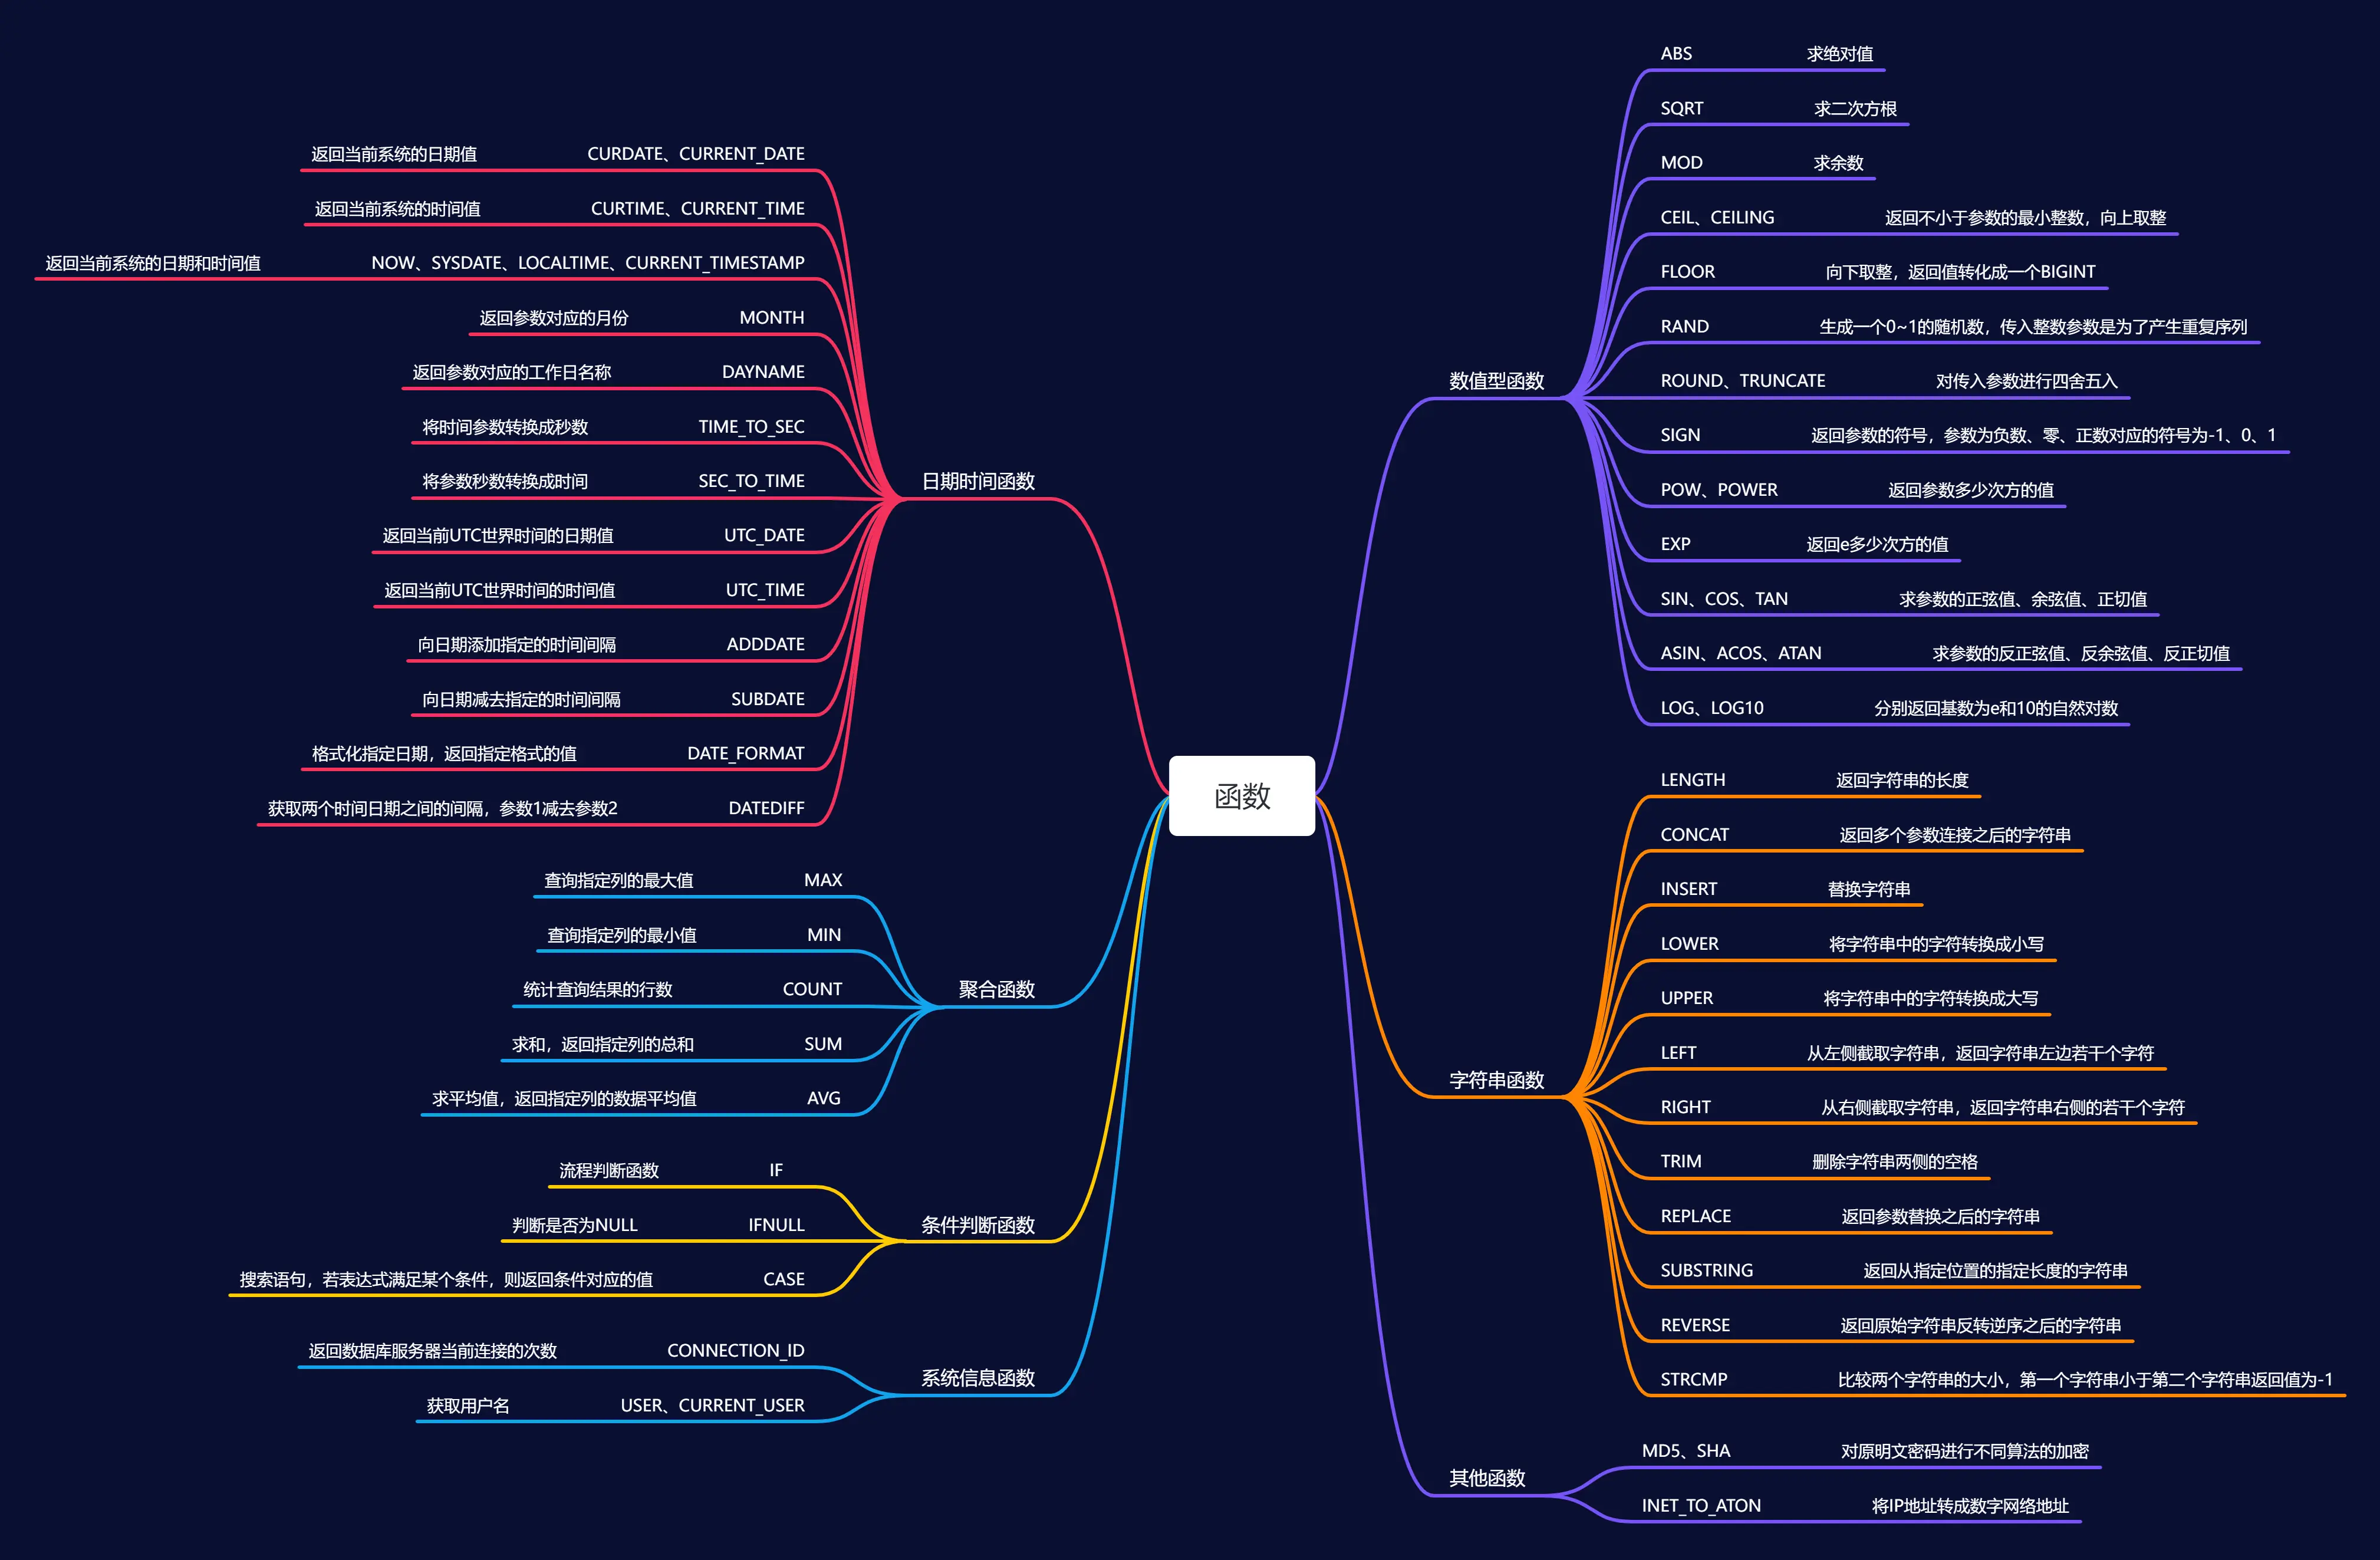 函数
数值型函数
ABS 求绝对值
SQRT 求二次方根
MOD 求余数
CEIL、CEILING 返回不小于参数的最小整数，向上取整
FLOOR 向下取整，返回值转化成一个BIGINT
RAND 生成一个0~1的随机数，传入整数参数是为了产生重复序列
ROUND、TRUNCATE 对传入参数进行四舍五入
SIGN 返回参数的符号，参数为负数、零、正数对应的符号为-1、0、1
POW、POWER 返回参数多少次方的值
EXP 返回e多少次方的值
SIN、COS、TAN 求参数的正弦值、余弦值、正切值
ASIN、ACOS、ATAN 求参数的反正弦值、反余弦值、反正切值
LOG、LOG10 分别返回基数为e和10的自然对数
字符串函数
LENGTH 返回字符串的长度
CONCAT 返回多个参数连接之后的字符串
INSERT 替换字符串
LOWER 将字符串中的字符转换成小写
UPPER 将字符串中的字符转换成大写
LEFT 从左侧截取字符串，返回字符串左边若干个字符
RIGHT 从右侧截取字符串，返回字符串右侧的若干个字符
TRIM 删除字符串两侧的空格
REPLACE 返回参数替换之后的字符串
SUBSTRING 返回从指定位置的指定长度的字符串
REVERSE 返回原始字符串反转逆序之后的字符串
STRCMP 比较两个字符串的大小，第一个字符串小于第二个字符串返回值为-1
其他函数
MD5、SHA 对原明文密码进行不同算法的加密
INET_TO_ATON 将IP地址转成数字网络地址
日期时间函数
返回当前系统的日期值 CURDATE、CURRENT_DATE
返回当前系统的时间值 CURTIME、CURRENT_TIME
返回当前系统的日期和时间值 NOW、SYSDATE、LOCALTIME、CURRENT_TIMESTAMP
返回参数对应的月份 MONTH
返回参数对应的工作日名称 DAYNAME
将时间参数转换成秒数 TIME_TO_SEC
将参数秒数转换成时间 SEC_TO_TIME
返回当前UTC世界时间的日期值 UTC_DATE
返回当前UTC世界时间的时间值 UTC_TIME
向日期添加指定的时间间隔 ADDDATE
向日期减去指定的时间间隔 SUBDATE
格式化指定日期，返回指定格式的值 DATE_FORMAT
获取两个时间日期之间的间隔，参数1减去参数2 DATEDIFF
聚合函数
查询指定列的最大值 MAX
查询指定列的最小值 MIN
统计查询结果的行数 COUNT
求和，返回指定列的总和 SUM
求平均值，返回指定列的数据平均值 AVG
条件判断函数
流程判断函数 IF
判断是否为NULL IFNULL
搜索语句，若表达式满足某个条件，则返回条件对应的值 CASE
系统信息函数
返回数据库服务器当前连接的次数 CONNECTION_ID
获取用户名 USER、CURRENT_USER